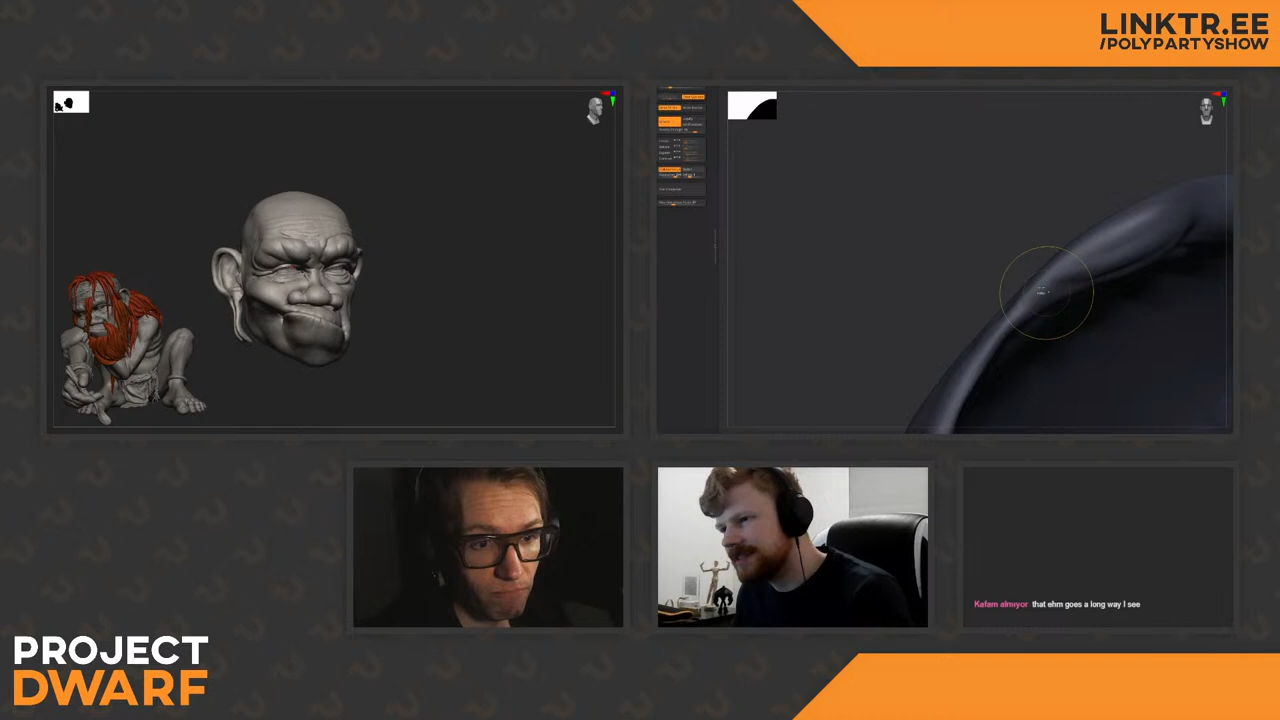 LINKTR.EE
/POLYPARTYSHOW
Kafam almıyor that ehm goes a long way I see
PROJECT
DWARF